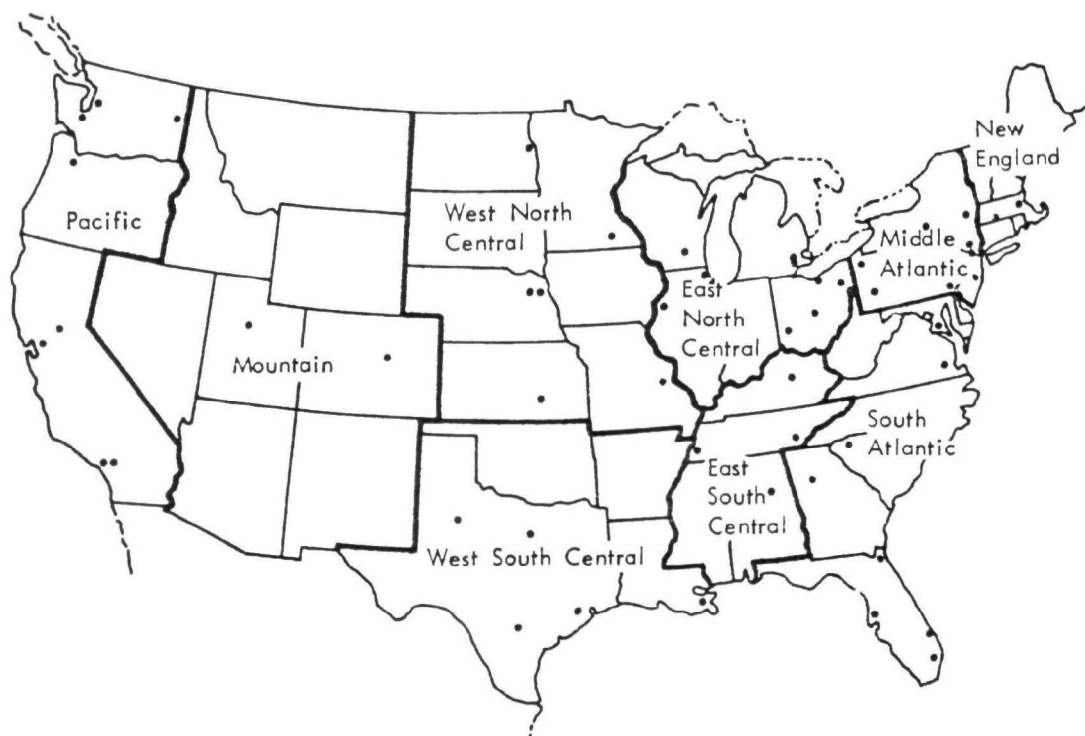 New
England
Pacific
West North
Central
Middle
Atlantic
East
North
Central
Mountain
South
Atlantic
East
South
Central
West South Central